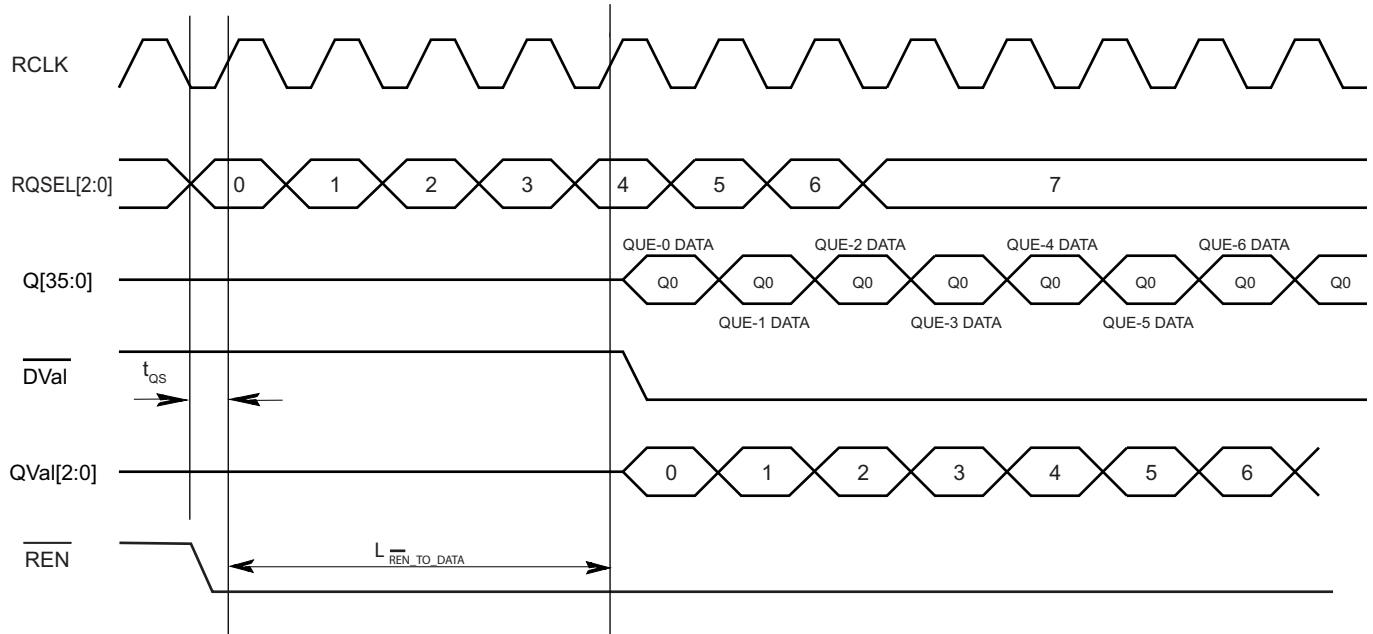 RCLK
RQSEL[2:0]
0 1 2 3 4 5 6 7
QUE-0 DATA QUE-2 DATA QUE-4 DATA QUE-6 DATA
Q[35:0]
Q0 Q0 Q0 Q0 Q0 Q0 Q0 Q0
QUE-1 DATA QUE-3 DATA QUE-5 DATA
DVal
tQS
QVal[2:0]
0 1 2 3 4 5 6
REN
L REN_TO_DATA